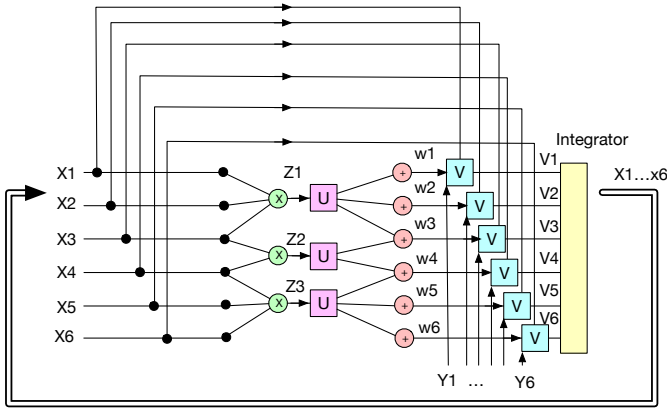 Integrator
X1...x6
X1
X2
X3
X4
X5
X6
Z1
Z2
Z3
X
X
X
U
U
U
+
+
+
+
+
+
w1
w2
w3
w4
w5
w6
V
V
V
V
V
V
V1
V2
V3
V4
V5
V6
Y1 ... Y6